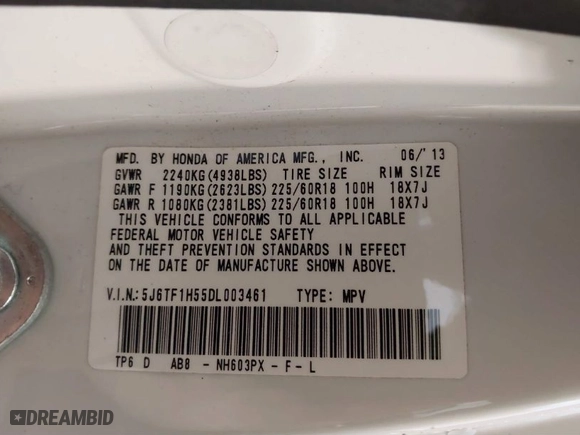 MFD. BY HONDA OF AMERICA MFG., INC. 06/'13
GVWR 2240KG(4938LBS) TIRE SIZE RIM SIZE
GAWR F 1190KG(2623LBS) 225/60R18 100H 18X7J
GAWR R 1080KG(2381LBS) 225/60R18 100H 18X7J
THIS VEHICLE CONFORMS TO ALL APPLICABLE
FEDERAL MOTOR VEHICLE SAFETY
AND THEFT PREVENTION STANDARDS IN EFFECT
ON THE DATE OF MANUFACTURE SHOWN ABOVE.
V.I.N.: 5J6TF1H55DL003461 TYPE: MPV
TP6 D AB8 - NH603PX - F - L
DREAMBID